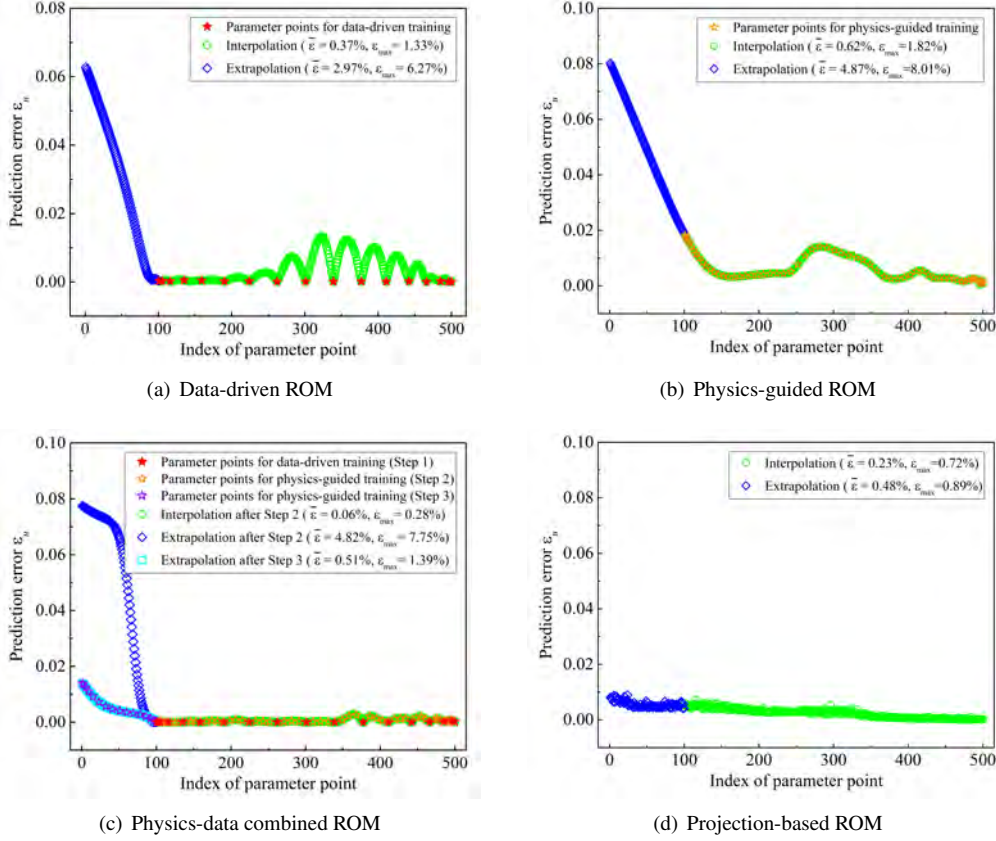 0.10
0.08
0.06
0.04
0.02
0.00
Prediction error εn
Parameter points for data-driven training
Interpolation ( ε̅ = 0.37%, εmax=1.33%)
Extrapolation ( ε̅ = 2.97%, εmax=6.27%)
0 100 200 300 400 500
Index of parameter point
(a) Data-driven ROM
0.10
0.08
0.06
0.04
0.02
0.00
Prediction error εn
Parameter points for physics-guided training
Interpolation ( ε̅ = 0.62%, εmax=1.82%)
Extrapolation ( ε̅ = 4.87%, εmax=8.01%)
0 100 200 300 400 500
Index of parameter point
(b) Physics-guided ROM
0.10
0.08
0.06
0.04
0.02
0.00
Prediction error εn
Parameter points for data-driven training (Step 1)
Parameter points for physics-guided training (Step 2)
Parameter points for physics-guided training (Step 3)
Interpolation after Step 2 ( ε̅ = 0.06%, εmax= 0.28%)
Extrapolation after Step 2 ( ε̅ = 4.82%, εmax= 7.75%)
Extrapolation after Step 3 ( ε̅ = 0.51%, εmax= 1.39%)
0 100 200 300 400 500
Index of parameter point
(c) Physics-data combined ROM
0.10
0.08
0.06
0.04
0.02
0.00
Prediction error εn
Interpolation ( ε̅ = 0.23%, εmax=0.72%)
Extrapolation ( ε̅ = 0.48%, εmax=0.89%)
0 100 200 300 400 500
Index of parameter point
(d) Projection-based ROM